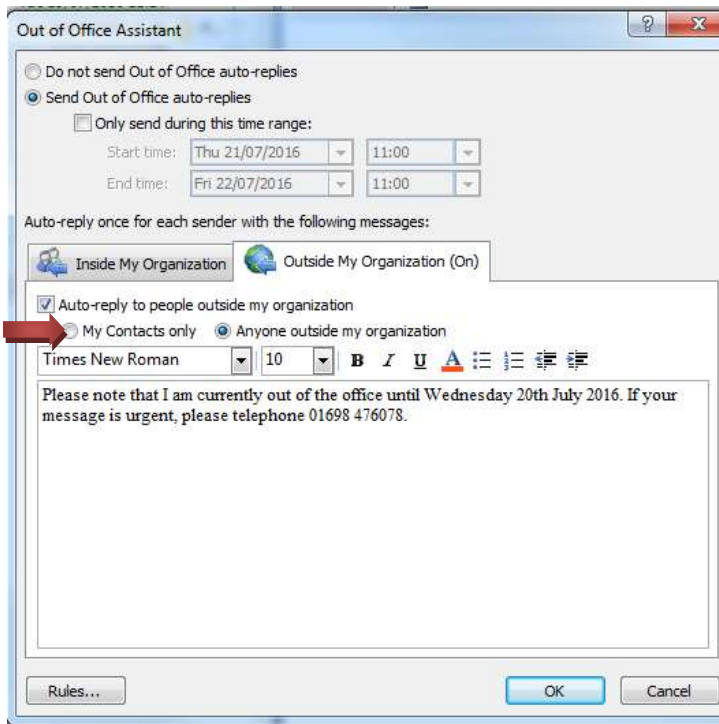 Out of Office Assistant
Do not send Out of Office auto-replies
Send Out of Office auto-replies
Only send during this time range:
Start time: Thu 21/07/2016 11:00
End time: Fri 22/07/2016 11:00
Auto-reply once for each sender with the following messages:
Inside My Organization Outside My Organization (On)
Auto-reply to people outside my organization
My Contacts only Anyone outside my organization
Times New Roman 10 B I U A
Please note that I am currently out of the office until Wednesday 20th July 2016. If your
message is urgent, please telephone 01698 476078.
Rules... OK Cancel